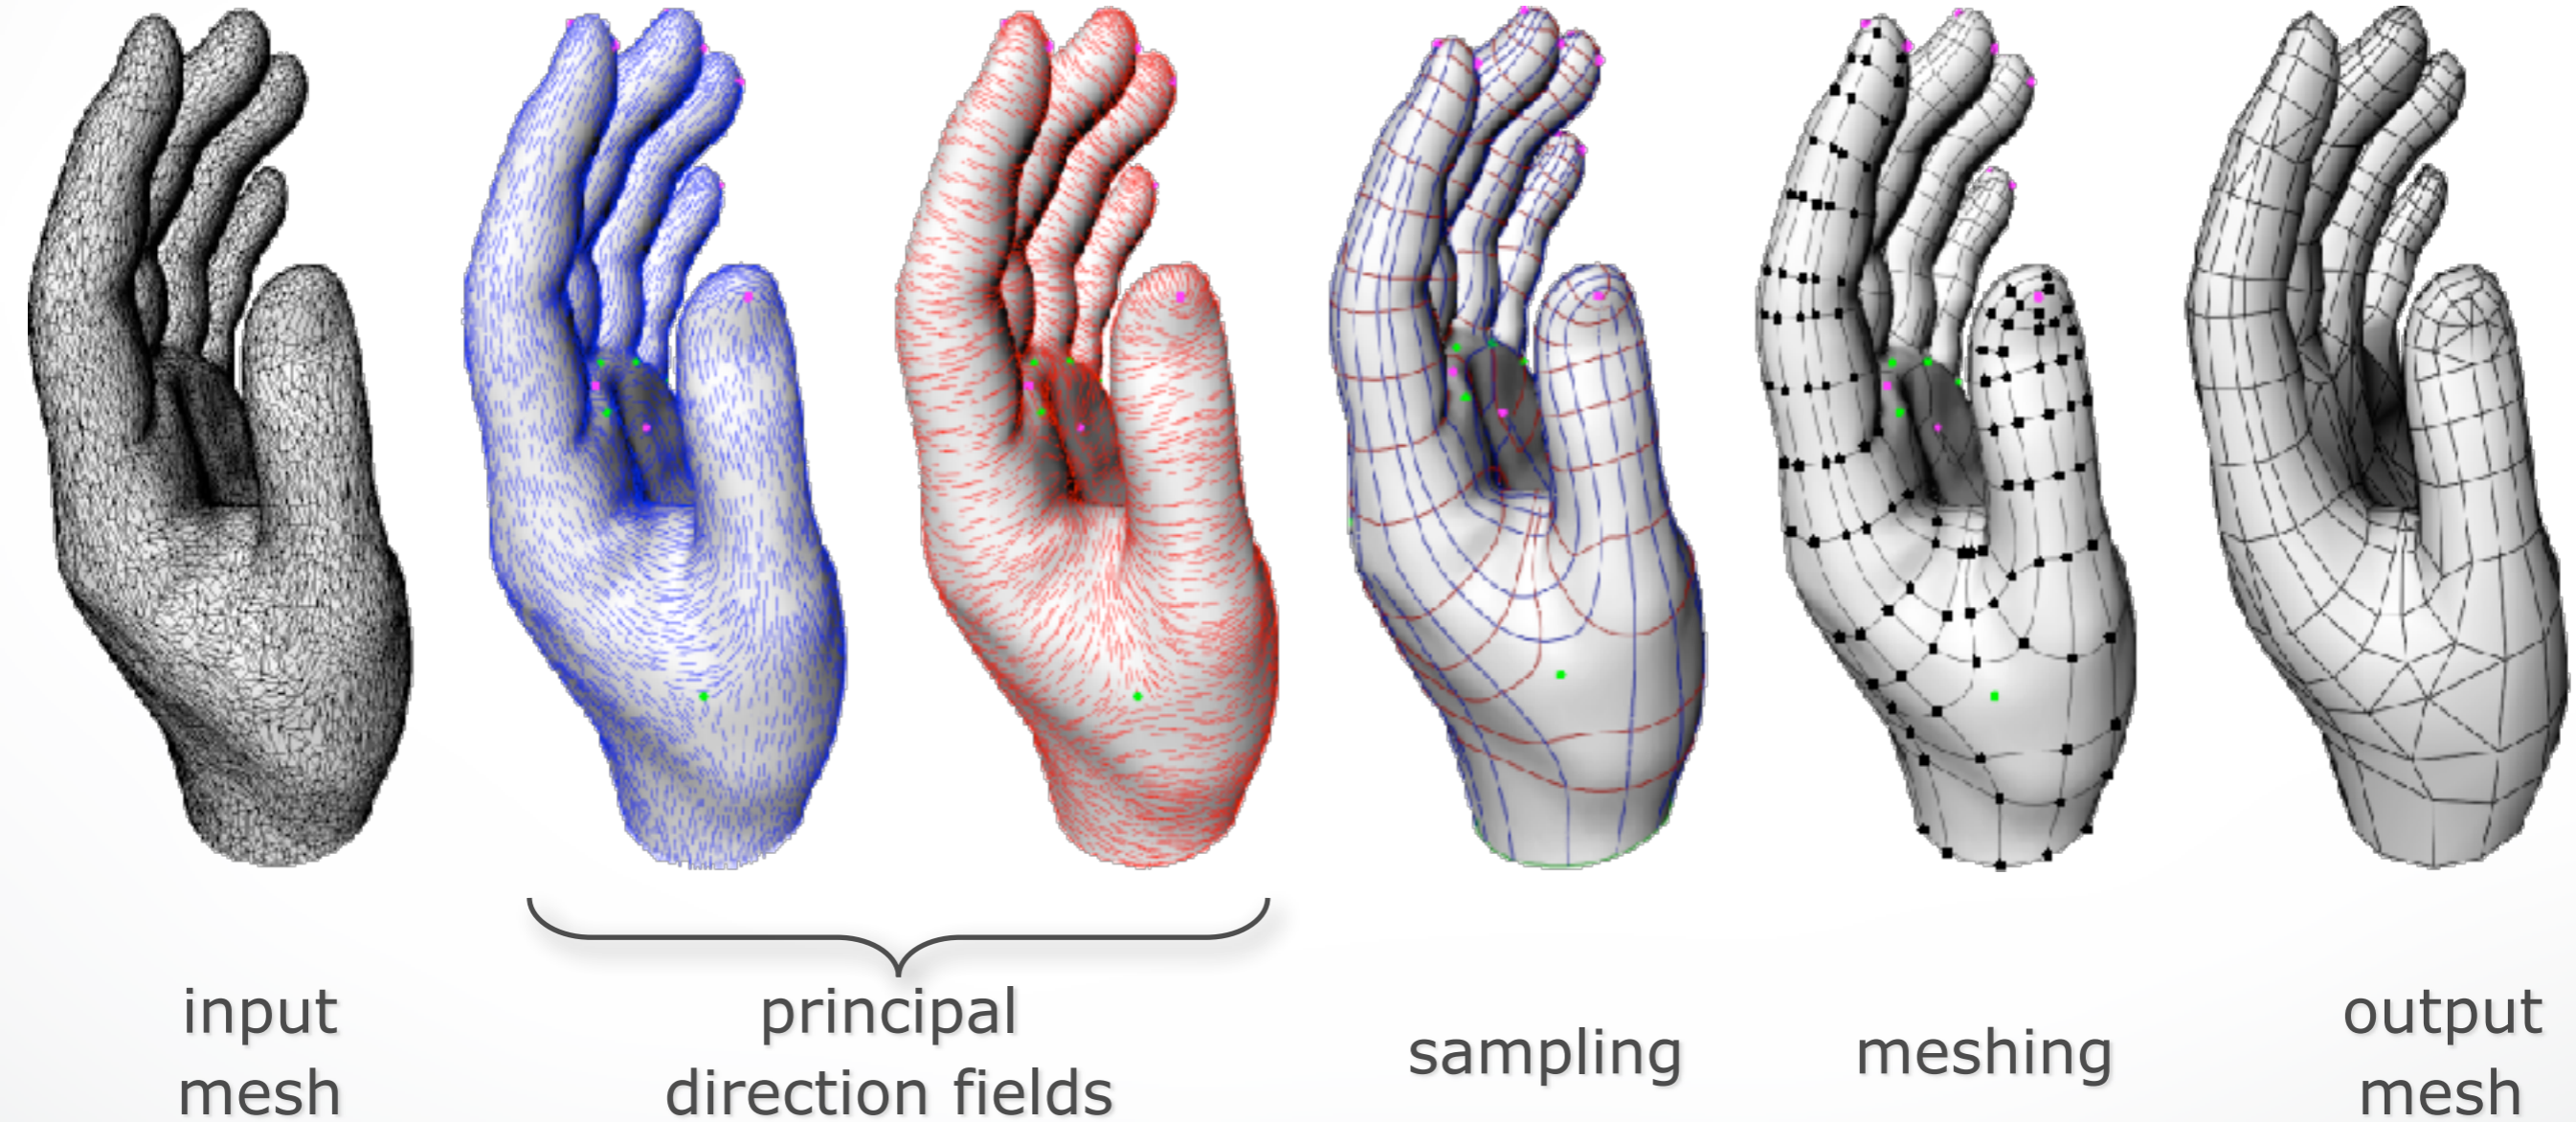 input
mesh
principal
direction fields
sampling
meshing
output
mesh